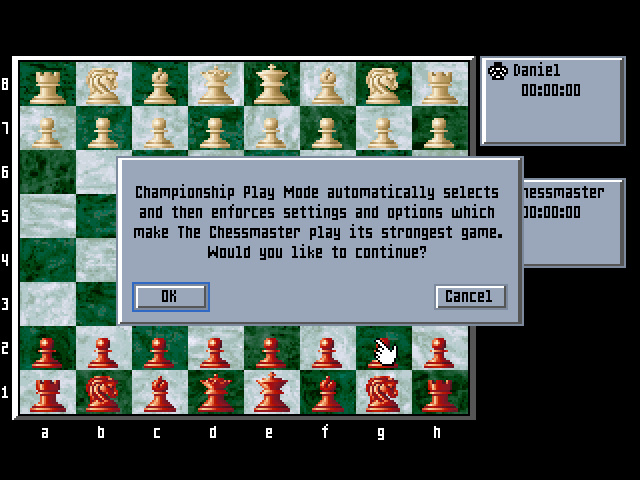 Daniel
00:00:00
hessmaster
00:00:00
Championship Play Mode automatically selects
and then enforces settings and options which
make The Chessmaster play its strongest game.
Would you like to continue?
OK
Cancel
8
7
6
5
4
3
2
1
a b c d e f g h